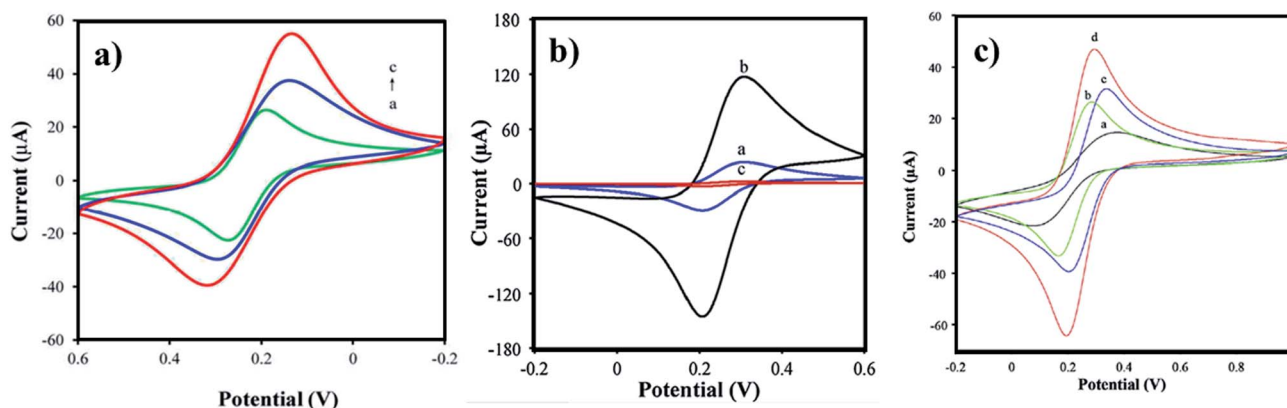 a)
Current (µA)
60
40
20
0
-20
-40
-60
c
a
0.6 0.4 0.2 0 -0.2
Potential (V)
b)
Current (µA)
180
120
60
0
-60
-120
-180
b
a
c
-0.2 0 0.2 0.4 0.6
Potential (V)
c)
Current (µA)
60
40
20
0
-20
-40
-60
d
c
b
a
-0.2 0 0.2 0.4 0.6 0.8
Potential (V)